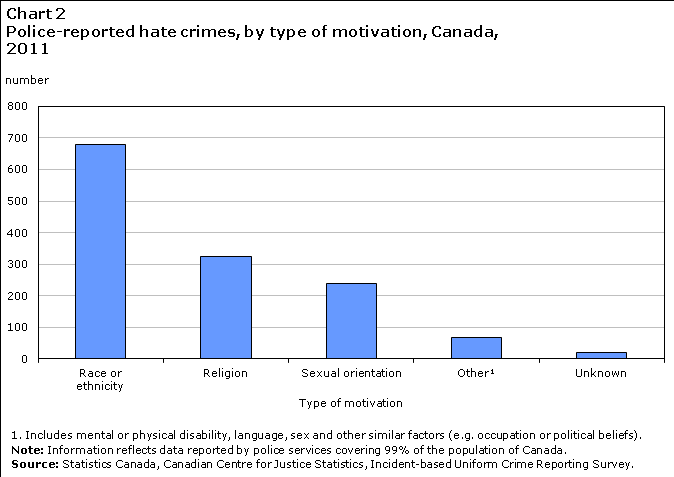 Chart 2
Police-reported hate crimes, by type of motivation, Canada,
2011
number
800
700
600
500
400
300
200
100
0
Race or
ethnicity
Religion
Sexual orientation
Other¹
Unknown
Type of motivation
1. Includes mental or physical disability, language, sex and other similar factors (e.g. occupation or political beliefs).
Note: Information reflects data reported by police services covering 99% of the population of Canada.
Source: Statistics Canada, Canadian Centre for Justice Statistics, Incident-based Uniform Crime Reporting Survey.